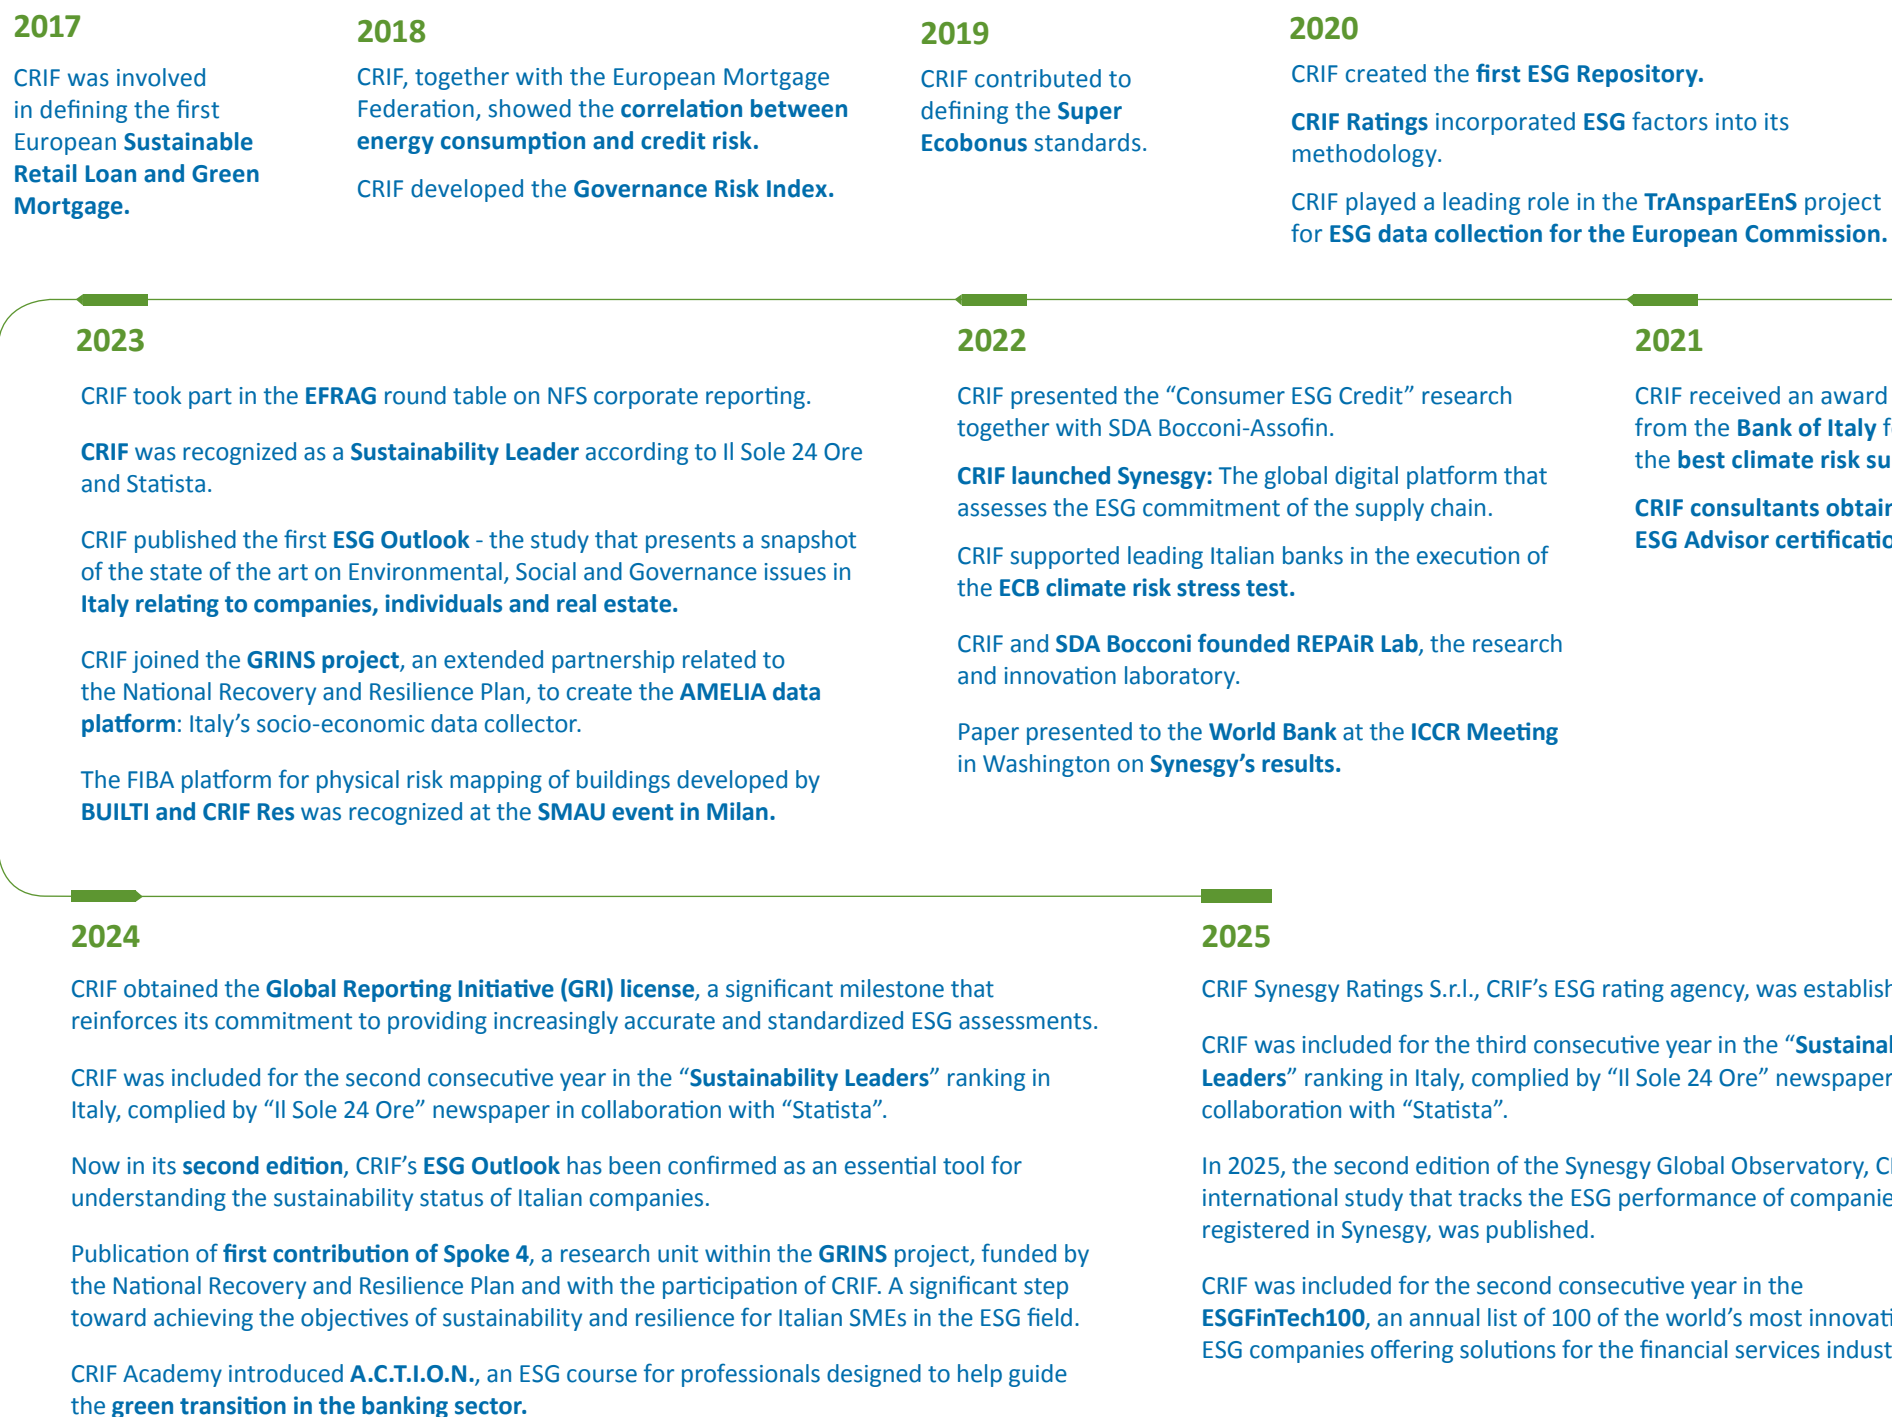 2017
CRIF was involved
in defining the first
European Sustainable
Retail Loan and Green
Mortgage.
2018
CRIF, together with the European Mortgage
Federation, showed the correlation between
energy consumption and credit risk.
CRIF developed the Governance Risk Index.
2019
CRIF contributed to
defining the Super
Ecobonus standards.
2020
CRIF created the first ESG Repository.
CRIF Ratings incorporated ESG factors into its
methodology.
CRIF played a leading role in the TrAnsparEEnS project
for ESG data collection for the European Commission.
2023
CRIF took part in the EFRAG round table on NFS corporate reporting.
CRIF was recognized as a Sustainability Leader according to Il Sole 24 Ore
and Statista.
CRIF published the first ESG Outlook - the study that presents a snapshot
of the state of the art on Environmental, Social and Governance issues in
Italy relating to companies, individuals and real estate.
CRIF joined the GRINS project, an extended partnership related to
the National Recovery and Resilience Plan, to create the AMELIA data
platform: Italy's socio-economic data collector.
The FIBA platform for physical risk mapping of buildings developed by
BUILTI and CRIF Res was recognized at the SMAU event in Milan.
2022
CRIF presented the “Consumer ESG Credit” research
together with SDA Bocconi-Assofin.
CRIF launched Synesgy: The global digital platform that
assesses the ESG commitment of the supply chain.
CRIF supported leading Italian banks in the execution of
the ECB climate risk stress test.
CRIF and SDA Bocconi founded REPAiR Lab, the research
and innovation laboratory.
Paper presented to the World Bank at the ICCR Meeting
in Washington on Synesgy’s results.
2021
CRIF received an award
from the Bank of Italy
the best climate risk
CRIF consultants
ESG Advisor
2024
CRIF obtained the Global Reporting Initiative (GRI) license, a significant milestone that
reinforces its commitment to providing increasingly accurate and standardized ESG assessments.
CRIF was included for the second consecutive year in the “Sustainability Leaders” ranking in
Italy, complied by “Il Sole 24 Ore” newspaper in collaboration with “Statista”.
Now in its second edition, CRIF’s ESG Outlook has been confirmed as an essential tool for
understanding the sustainability status of Italian companies.
Publication of first contribution of Spoke 4, a research unit within the GRINS project, funded by
the National Recovery and Resilience Plan and with the participation of CRIF. A significant step
toward achieving the objectives of sustainability and resilience for Italian SMEs in the ESG field.
CRIF Academy introduced A.C.T.I.O.N., an ESG course for professionals designed to help guide
the green transition in the banking sector.
2025
CRIF Synesgy Ratings S.r.l., CRIF’s ESG rating agency, was
CRIF was included for the third consecutive year in the
Leaders” ranking in Italy, complied by “Il Sole 24 Ore” newspaper
collaboration with “Statista”.
In 2025, the second edition of the Synesgy Global Observatory,
international study that tracks the ESG performance of
registered in Synesgy, was published.
CRIF was included for the second consecutive year in the
ESGFinTech100, an annual list of 100 of the world’s most
ESG companies offering solutions for the financial services